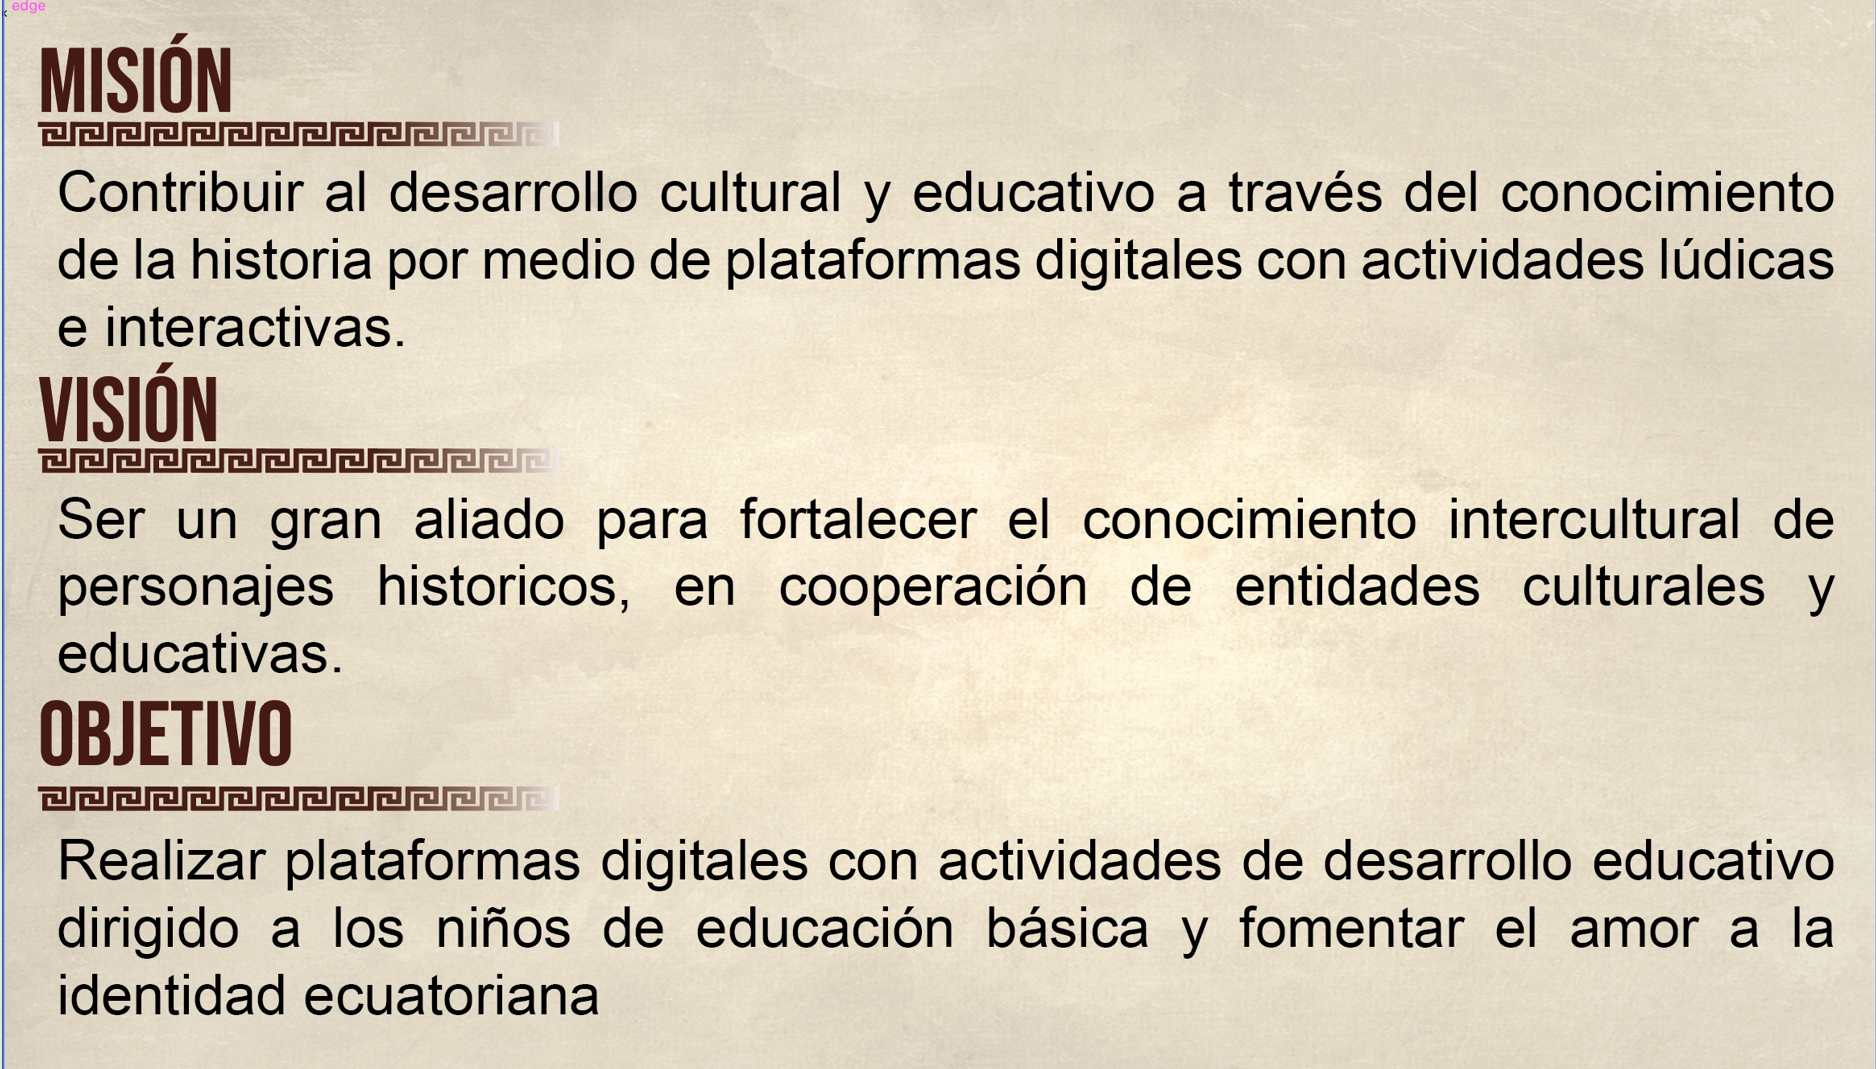 edge
MISIÓN
Contribuir al desarrollo cultural y educativo a través del conocimiento
de la historia por medio de plataformas digitales con actividades lúdicas
e interactivas.
VISIÓN
Ser un gran aliado para fortalecer el conocimiento intercultural de
personajes historicos, en cooperación de entidades culturales y
educativas.
OBJETIVO
Realizar plataformas digitales con actividades de desarrollo educativo
dirigido a los niños de educación básica y fomentar el amor a la
identidad ecuatoriana